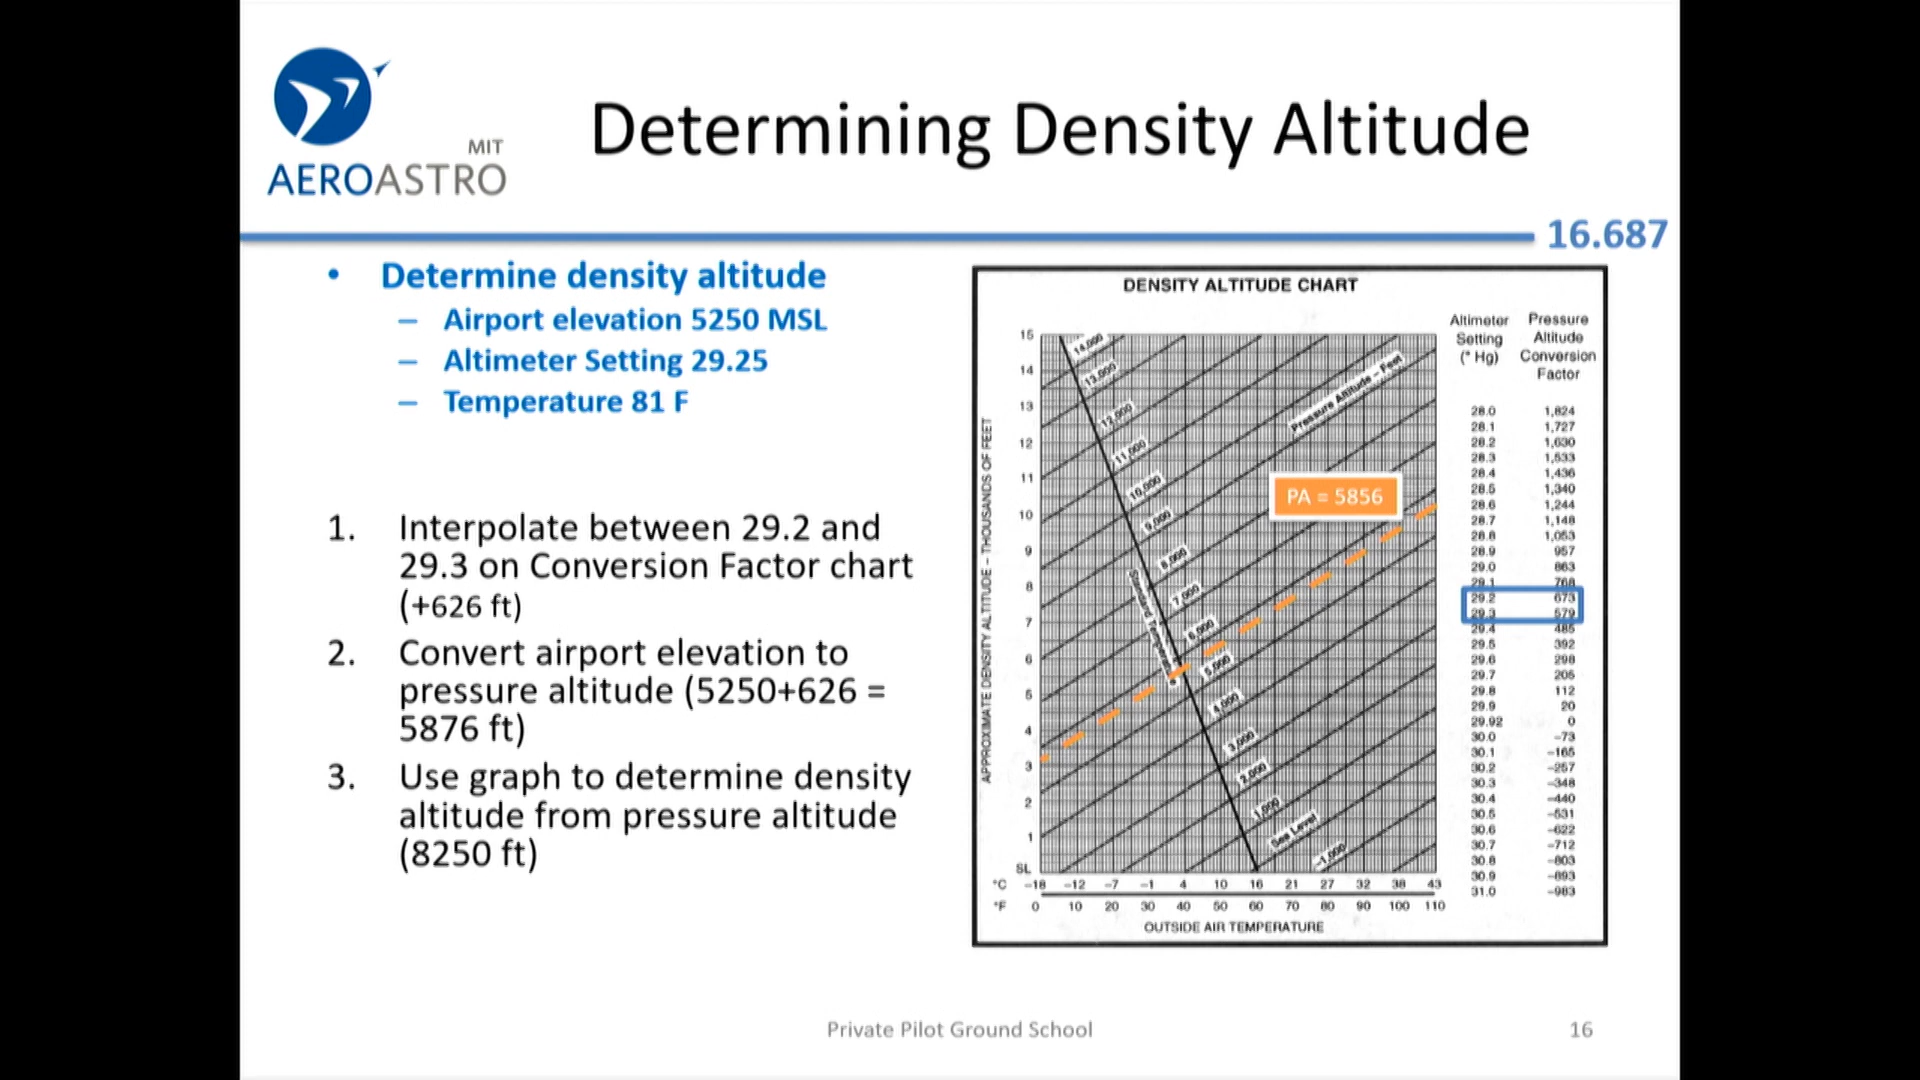 MIT
AEROASTRO
Determining Density Altitude
16.687
• Determine density altitude
– Airport elevation 5250 MSL
– Altimeter Setting 29.25
– Temperature 81 F
1. Interpolate between 29.2 and
29.3 on Conversion Factor chart
(+626 ft)
2. Convert airport elevation to
pressure altitude (5250+626 =
5876 ft)
3. Use graph to determine density
altitude from pressure altitude
(8250 ft)
DENSITY ALTITUDE CHART
APPROXIMATE DENSITY ALTITUDE – THOUSANDS OF FEET
15
14
13
12
11
10
9
8
7
6
5
4
3
2
1
SL
14,000
13,000
12,000
11,000
10,000
9,000
8,000
7,000
6,000
5,000
4,000
3,000
2,000
1,000
Sea Level
-1,000
Pressure Altitude – Feet
PA = 5856
°C -18 -12 -7 -1 4 10 16 21 27 32 38 43
°F 0 10 20 30 40 50 60 70 80 90 100 110
OUTSIDE AIR TEMPERATURE
Altimeter Setting (" Hg) Pressure Altitude Conversion Factor
28.0 1,824
28.1 1,727
28.2 1,630
28.3 1,533
28.4 1,436
28.5 1,340
28.6 1,244
28.7 1,148
28.8 1,053
28.9 957
29.0 863
29.1 768
29.2 673
29.3 579
29.4 485
29.5 392
29.6 298
29.7 205
29.8 112
29.9 20
29.92 0
30.0 -73
30.1 -165
30.2 -257
30.3 -348
30.4 -440
30.5 -531
30.6 -622
30.7 -712
30.8 -803
30.9 -893
31.0 -983
Private Pilot Ground School
16